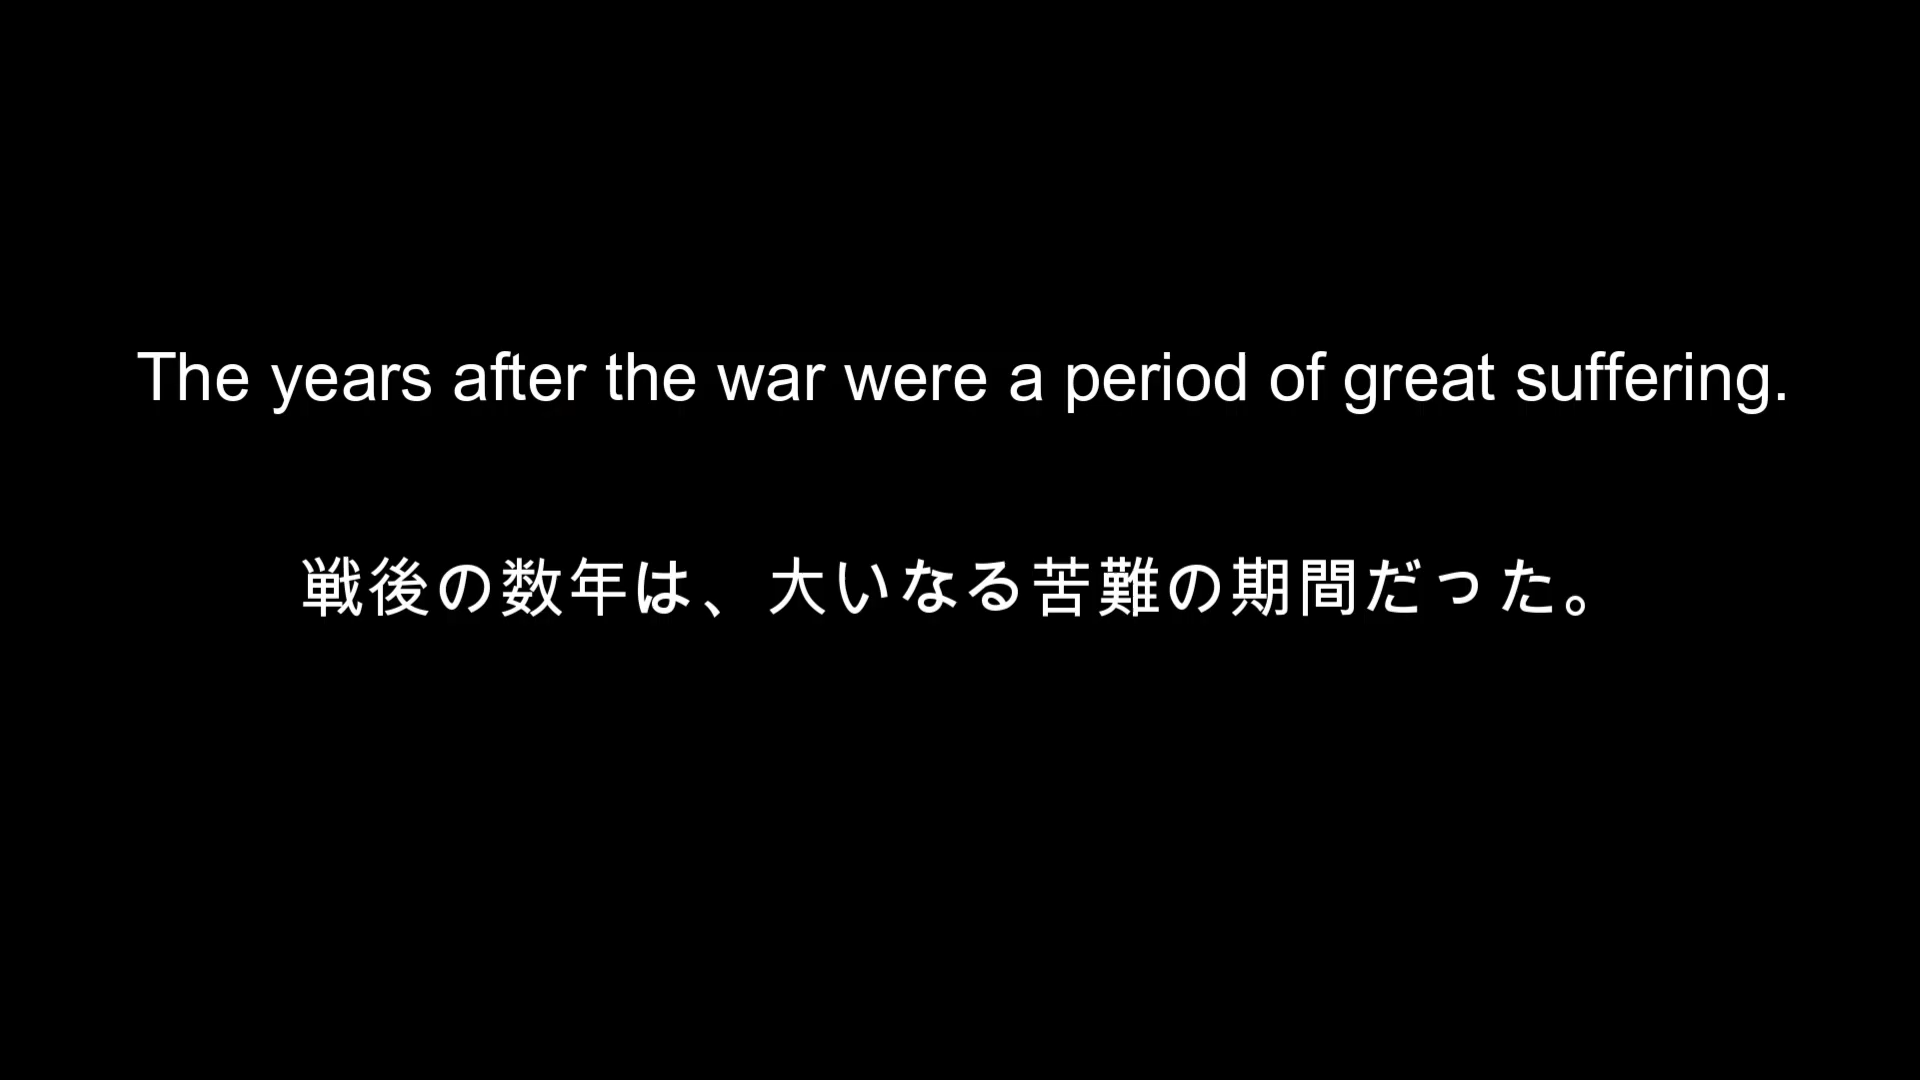 The years after the war were a period of great suffering.
戦後の数年は、大いなる苦難の期間だった。